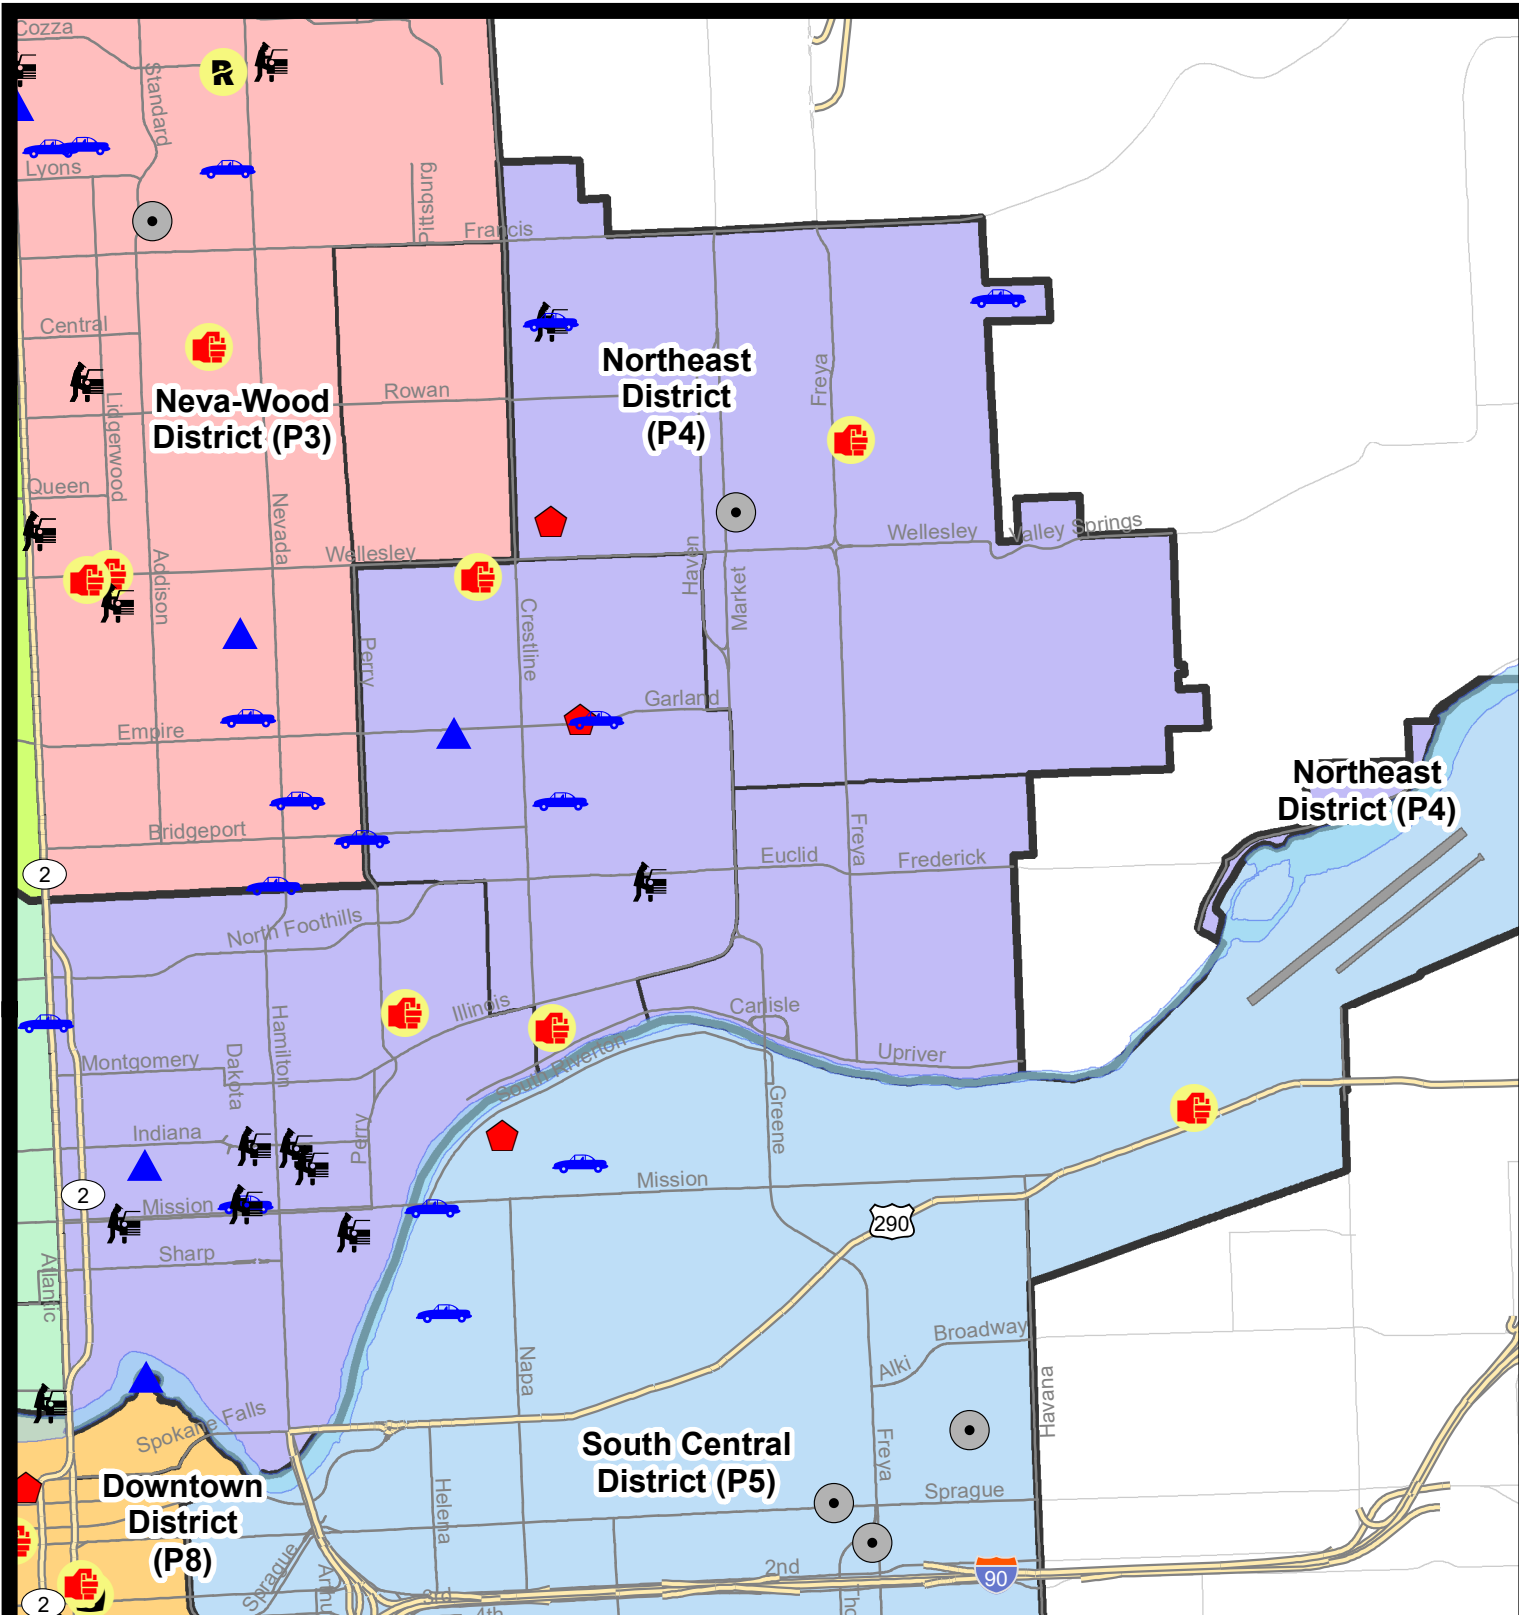 Cozza
Standard
R
Lyons
Pittsburg
Francis
Central
Northeast
District
(P4)
Freya
Neva-Wood
District (P3)
Rowan
Lidgerwood
Queen
Nevada
Wellesley
Wellesley
Valley Springs
Addison
Haven
Market
Crestline
Perry
Garland
Empire
Northeast
District (P4)
Bridgeport
Freya
Euclid
Frederick
2
North Foothills
Illinois
Carlisle
Hamilton
South Riverton
Upriver
Montgomery
Dakota
Greene
Perry
Indiana
Mission
2
Mission
290
Sharp
Atlantic
Broadway
Alki
Napa
Havana
Spokane Falls
South Central
District (P5)
Freya
Downtown
District
(P8)
Helena
Sprague
Sprague
2nd
90
3rd
4th
2